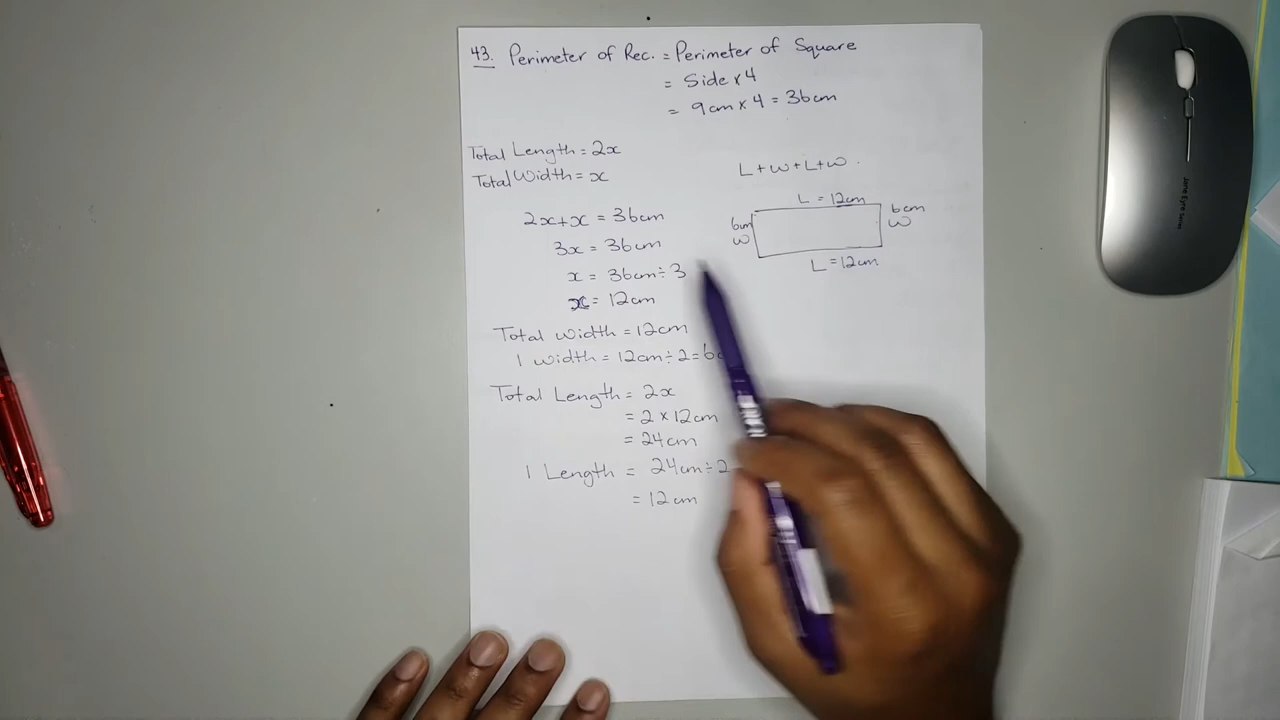 43. Perimeter of Rec. = Perimeter of Square
= Side × 4
= 9cm × 4 = 36cm
Total Length = 2x
Total Width = x
L + W + L + W.
2x + x = 36cm
3x = 36cm
x = 36cm ÷ 3
x = 12cm
L = 12cm
6cm
W
6cm
W
L = 12cm
Total width = 12cm
1 width = 12cm ÷ 2 = 6c
Total Length = 2x
= 2 × 12cm
= 24cm
1 Length = 24cm ÷ 2
= 12cm